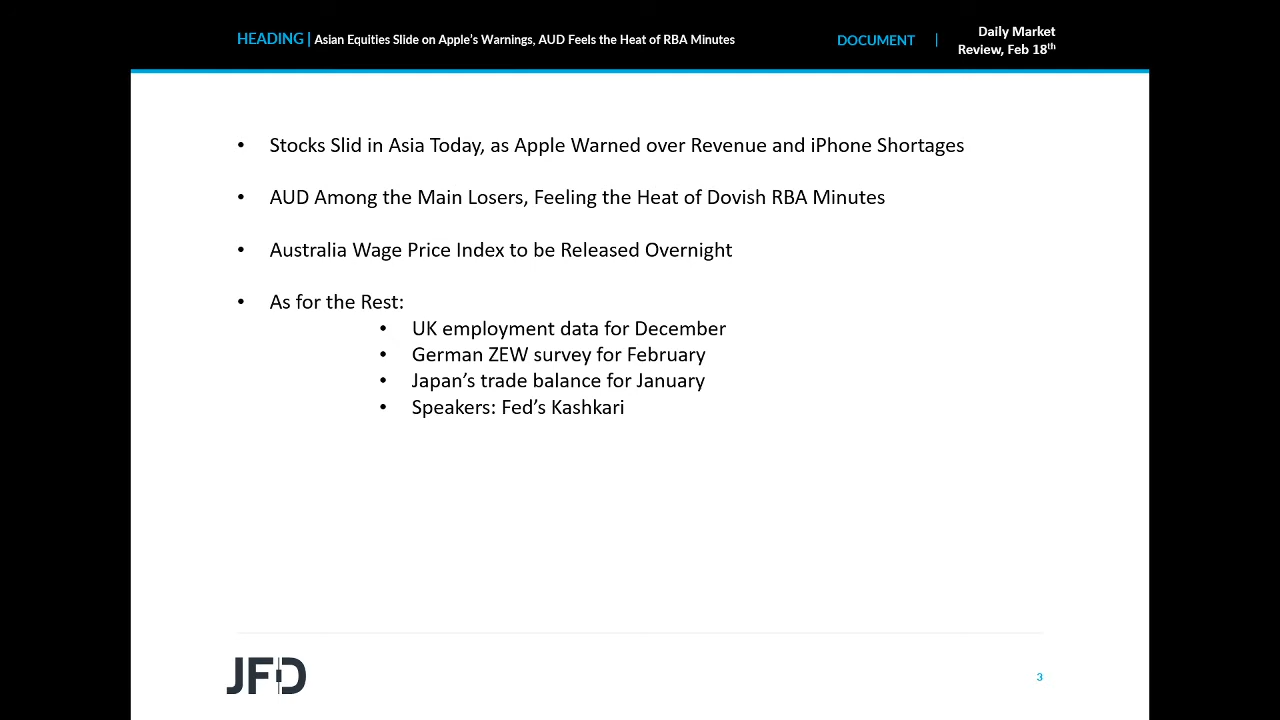 HEADING | Asian Equities Slide on Apple's Warnings, AUD Feels the Heat of RBA Minutes
DOCUMENT |
Daily Market
Review, Feb 18th
• Stocks Slid in Asia Today, as Apple Warned over Revenue and iPhone Shortages
• AUD Among the Main Losers, Feeling the Heat of Dovish RBA Minutes
• Australia Wage Price Index to be Released Overnight
• As for the Rest:
• UK employment data for December
• German ZEW survey for February
• Japan's trade balance for January
• Speakers: Fed's Kashkari
JFD
3